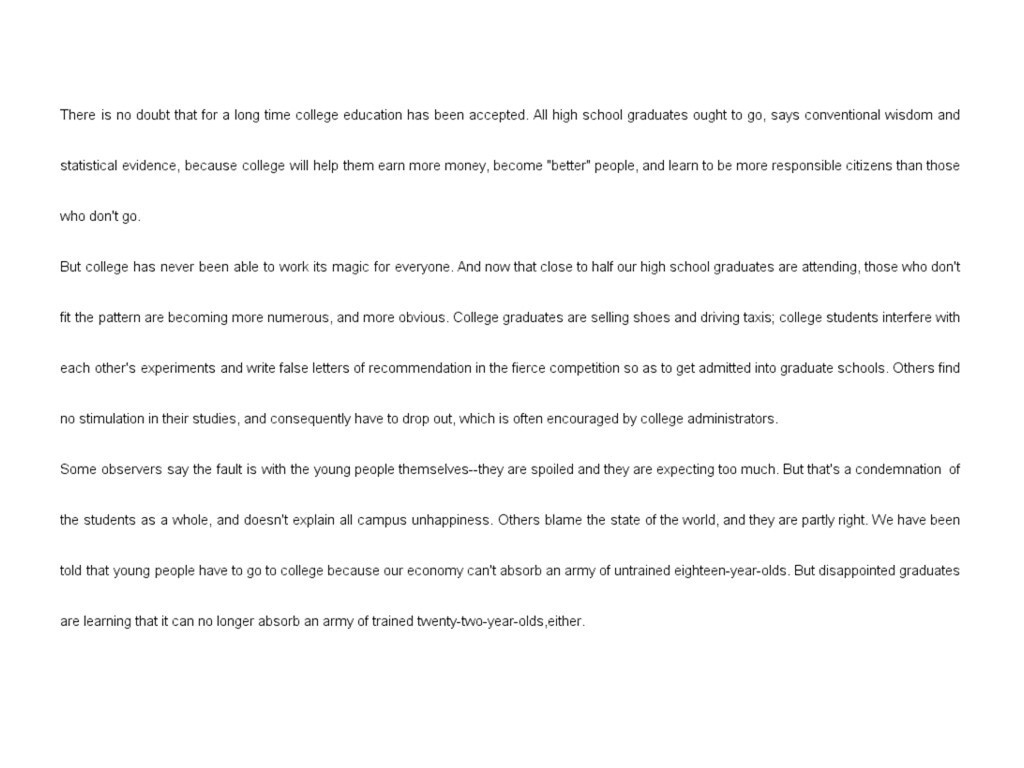 There is no doubt that for a long time college education has been accepted. All high school graduates ought to go, says conventional wisdom and
statistical evidence, because college will help them earn more money, become "better" people, and learn to be more responsible citizens than those
who don't go.
But college has never been able to work its magic for everyone. And now that close to half our high school graduates are attending, those who don't
fit the pattern are becoming more numerous, and more obvious. College graduates are selling shoes and driving taxis; college students interfere with
each other's experiments and write false letters of recommendation in the fierce competition so as to get admitted into graduate schools. Others find
no stimulation in their studies, and consequently have to drop out, which is often encouraged by college administrators.
Some observers say the fault is with the young people themselves--they are spoiled and they are expecting too much. But that's a condemnation of
the students as a whole, and doesn't explain all campus unhappiness. Others blame the state of the world, and they are partly right. We have been
told that young people have to go to college because our economy can't absorb an army of untrained eighteen-year-olds. But disappointed graduates
are learning that it can no longer absorb an army of trained twenty-two-year-olds,either.